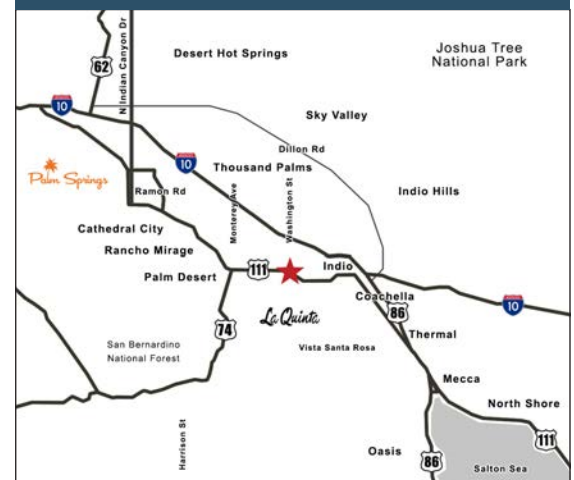 N Indian Canyon Dr
Desert Hot Springs
Joshua Tree
National Park
62
10
Sky Valley
Dillon Rd
10
Thousand Palms
Palm Springs
Ramon Rd
Monterey Ave
Washington St
Indio Hills
Cathedral City
Rancho Mirage
Palm Desert
111
Indio
Coachella
10
La Quinta
86
74
Thermal
San Bernardino
National Forest
Vista Santa Rosa
Mecca
North Shore
Harrison St
Oasis
86
111
Salton Sea